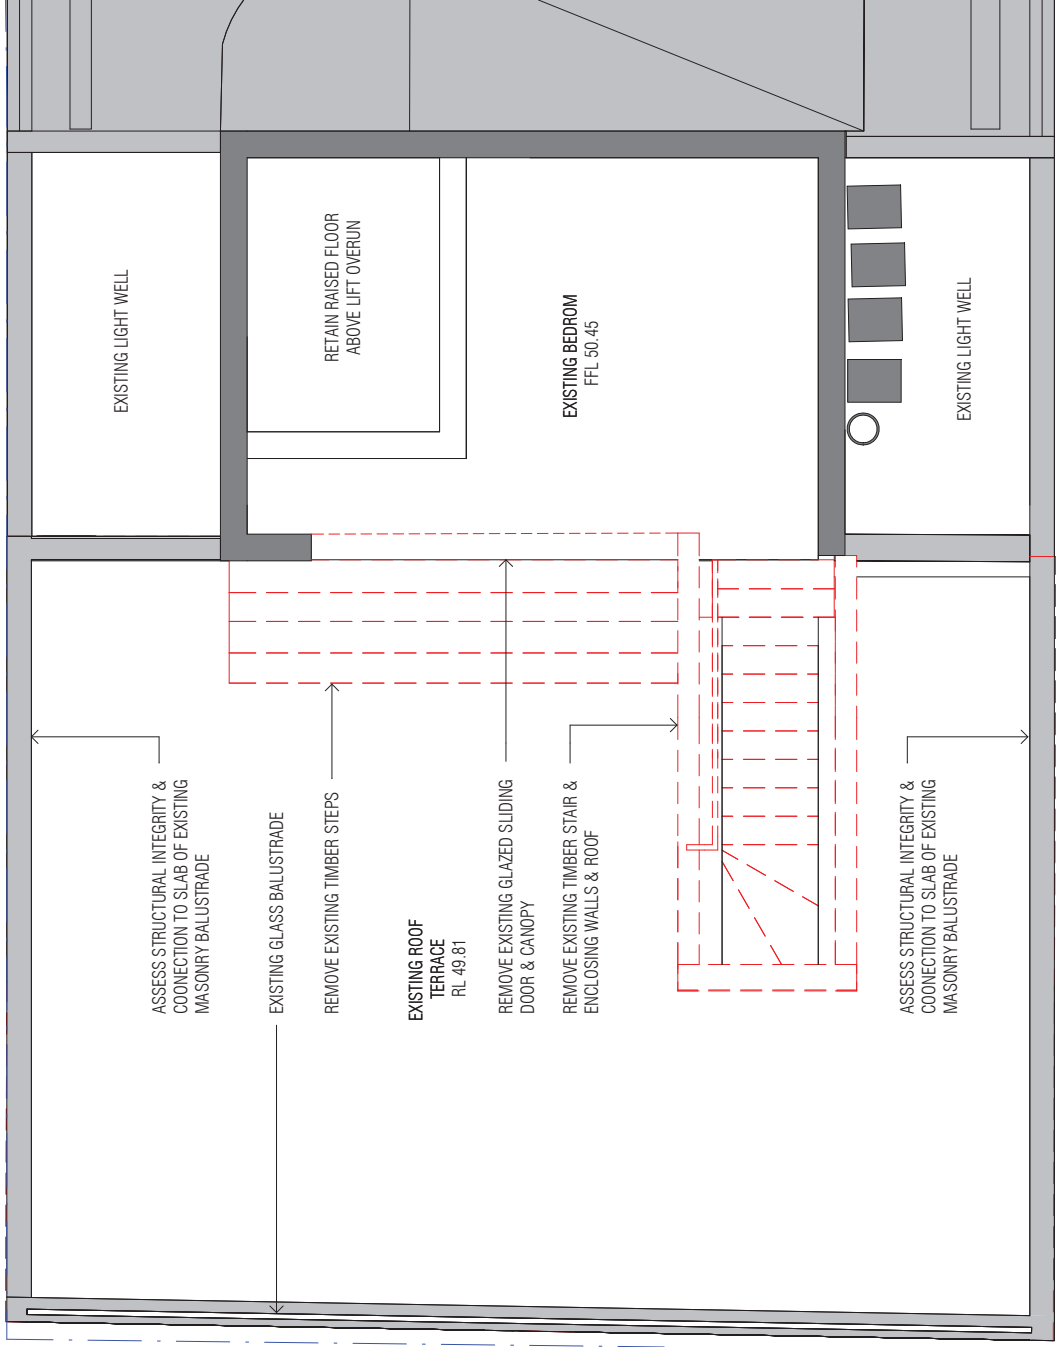 EXISTING LIGHT WELL
RETAIN RAISED FLOOR
ABOVE LIFT OVERUN
EXISTING BEDROM
FFL 50.45
EXISTING LIGHT WELL
ASSESS STRUCTURAL INTEGRITY &
COONECTION TO SLAB OF EXISTING
MASONRY BALUSTRADE
EXISTING GLASS BALUSTRADE
REMOVE EXISTING TIMBER STEPS
EXISTING ROOF
TERRACE
RL 49.81
REMOVE EXISTING GLAZED SLIDING
DOOR & CANOPY
REMOVE EXISTING TIMBER STAIR &
ENCLOSING WALLS & ROOF
ASSESS STRUCTURAL INTEGRITY &
COONECTION TO SLAB OF EXISTING
MASONRY BALUSTRADE